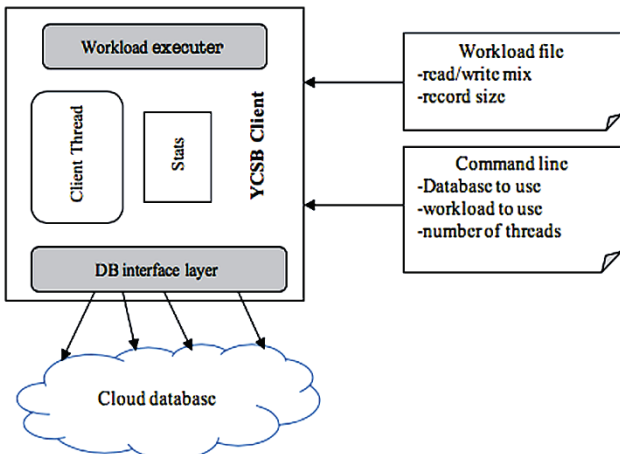 Workload executer
Client Thread
Stats
YCSB Client
DB interface layer
Cloud database
Workload file
-read/write mix
-record size
Command line
-Database to use
-workload to use
-number of threads